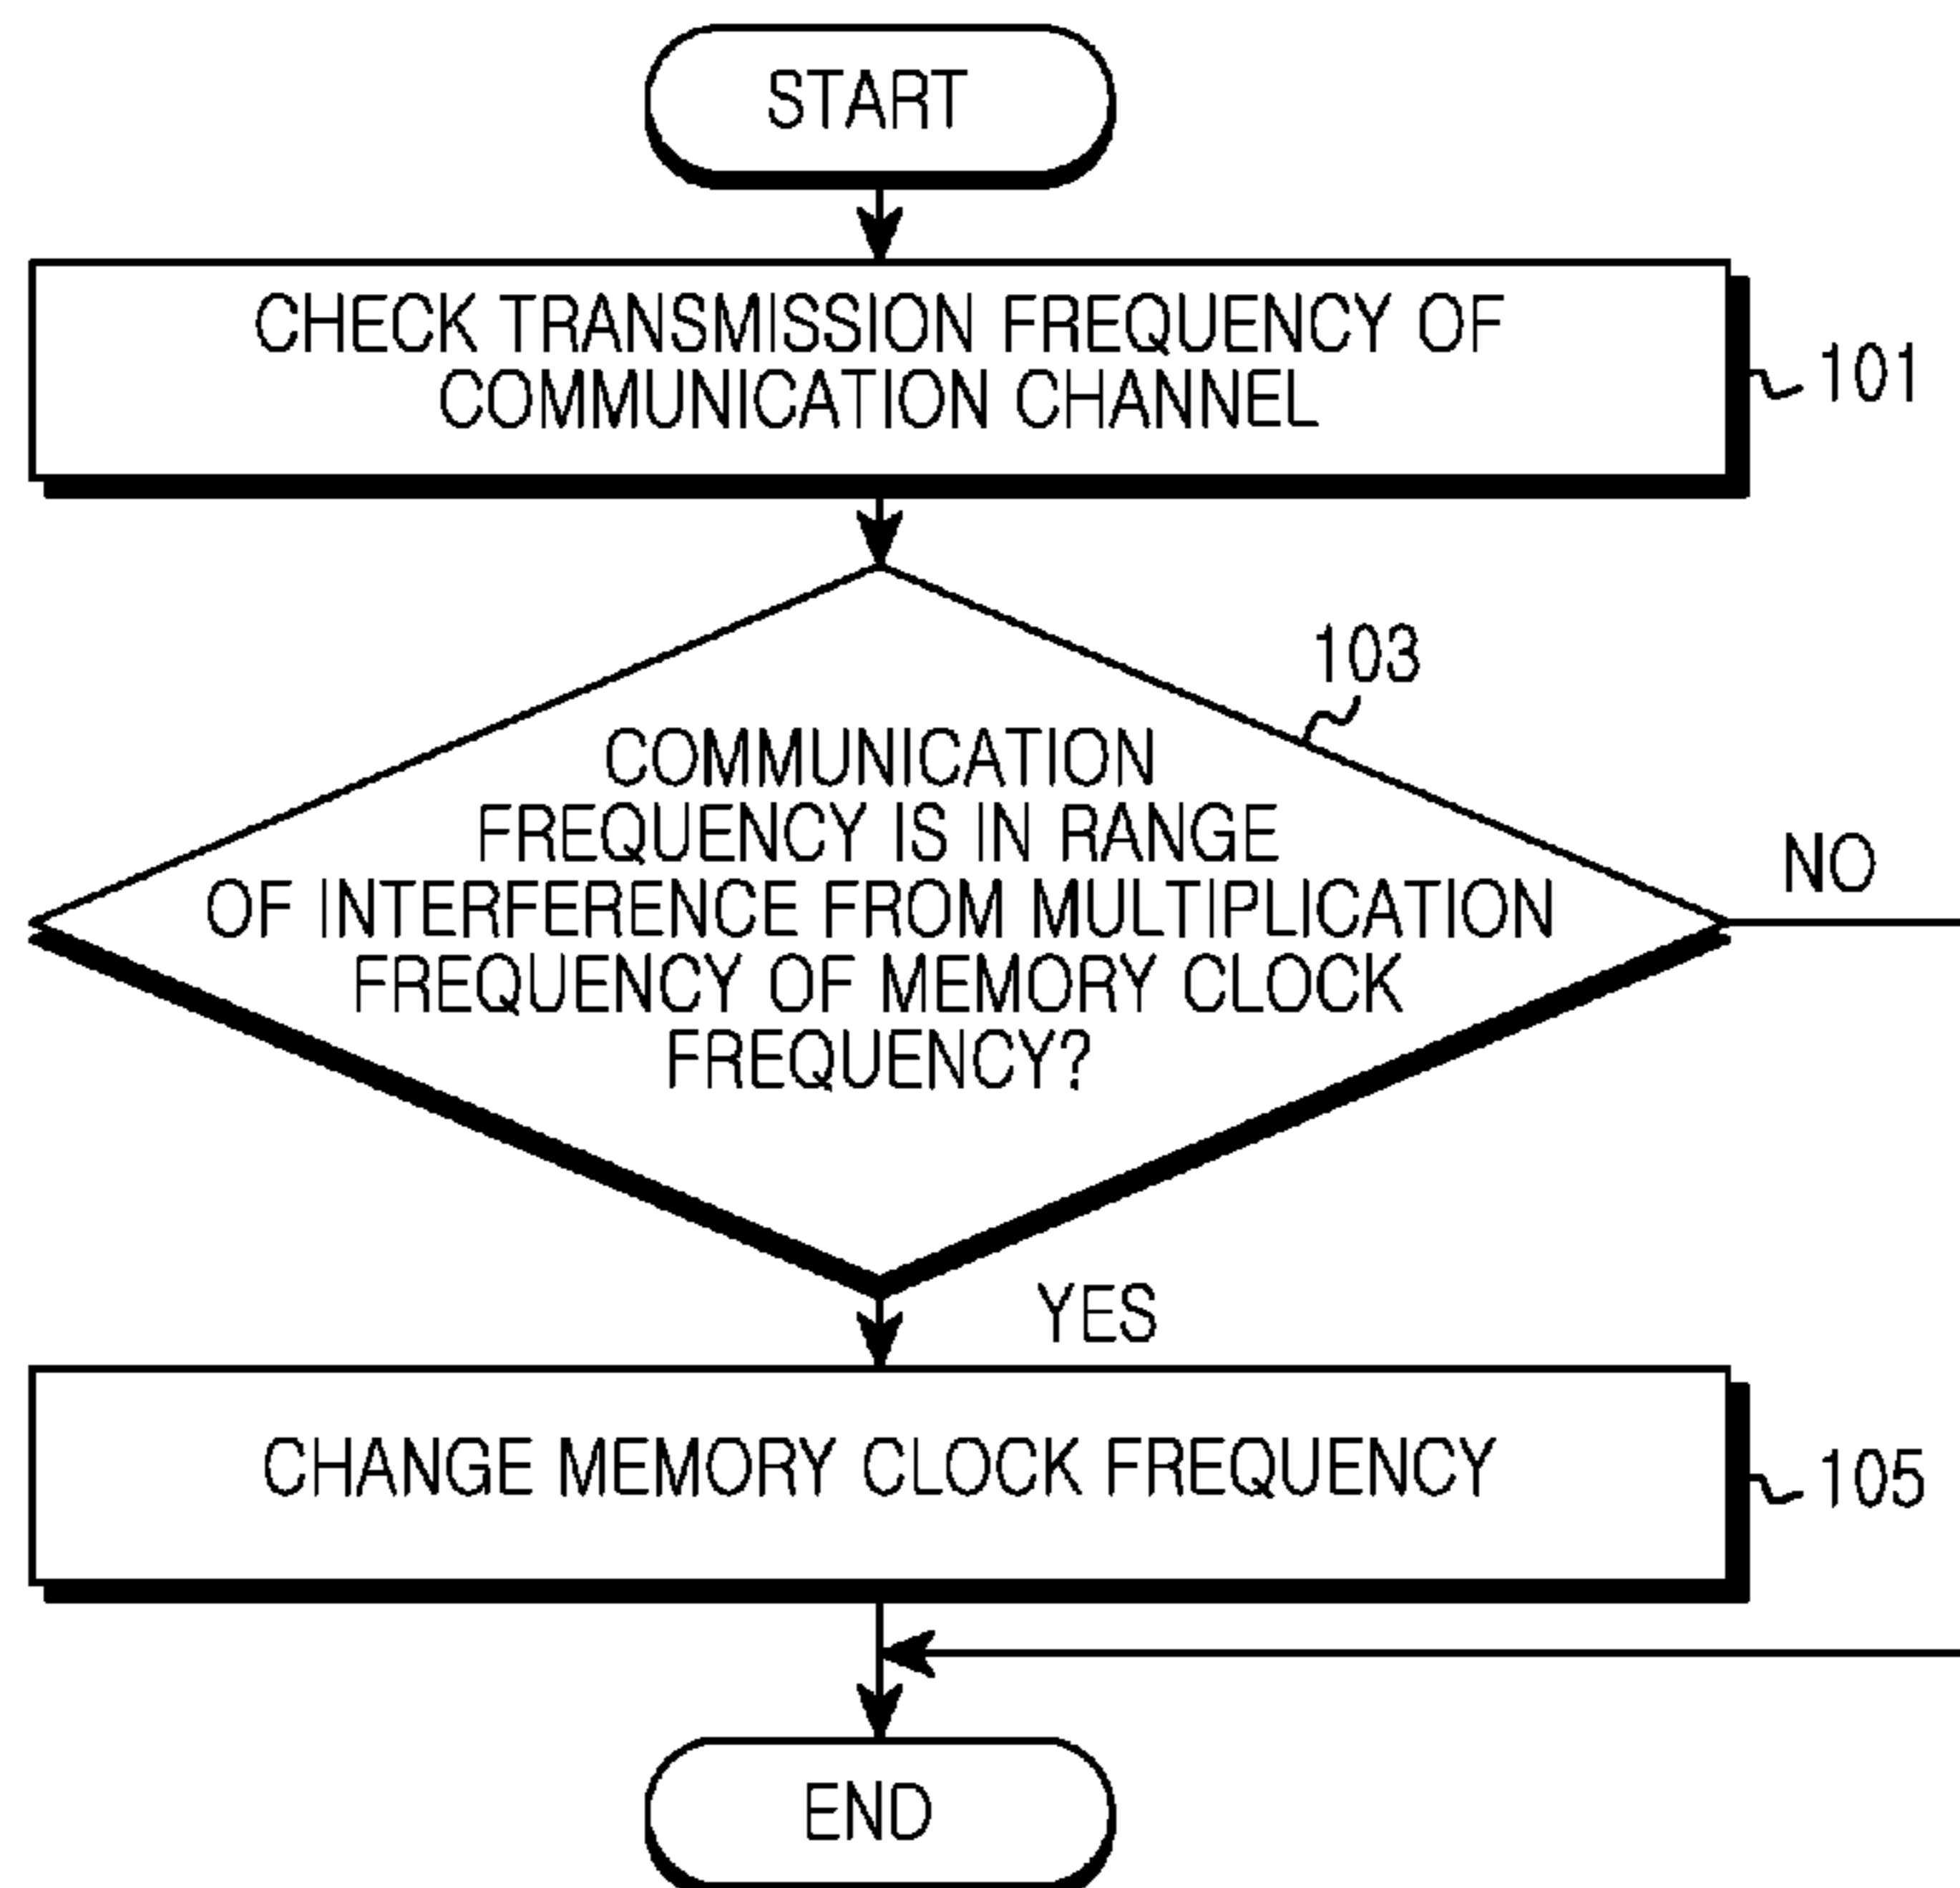 START
CHECK TRANSMISSION FREQUENCY OF
COMMUNICATION CHANNEL
101
103
COMMUNICATION
FREQUENCY IS IN RANGE
OF INTERFERENCE FROM MULTIPLICATION
FREQUENCY OF MEMORY CLOCK
FREQUENCY?
NO
YES
CHANGE MEMORY CLOCK FREQUENCY
105
END